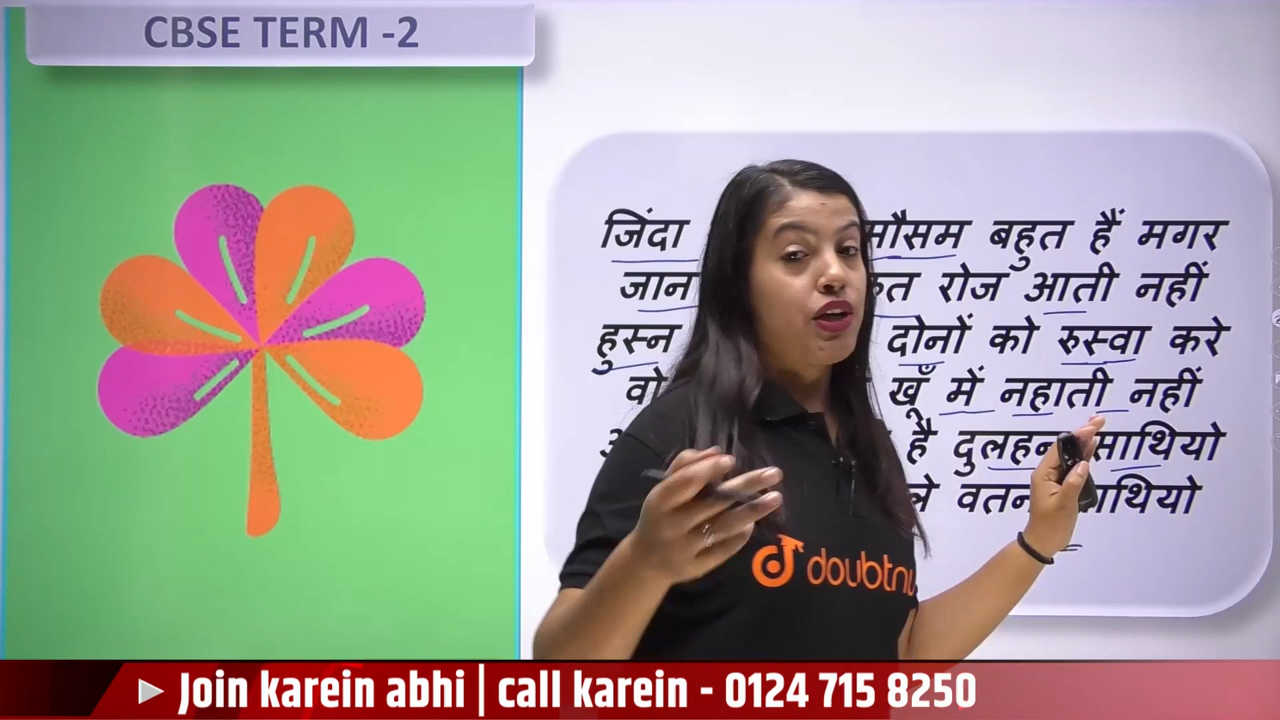 CBSE TERM -2
जिंदा मौसम बहुत हैं मगर
जान रोज आती नहीं
हुस्न दोनों को रुस्वा करे
वो खूँ में नहाती नहीं
है दुलहन साथियो
वतन साथियो
doubtnu
► Join karein abhi | call karein - 0124 715 8250